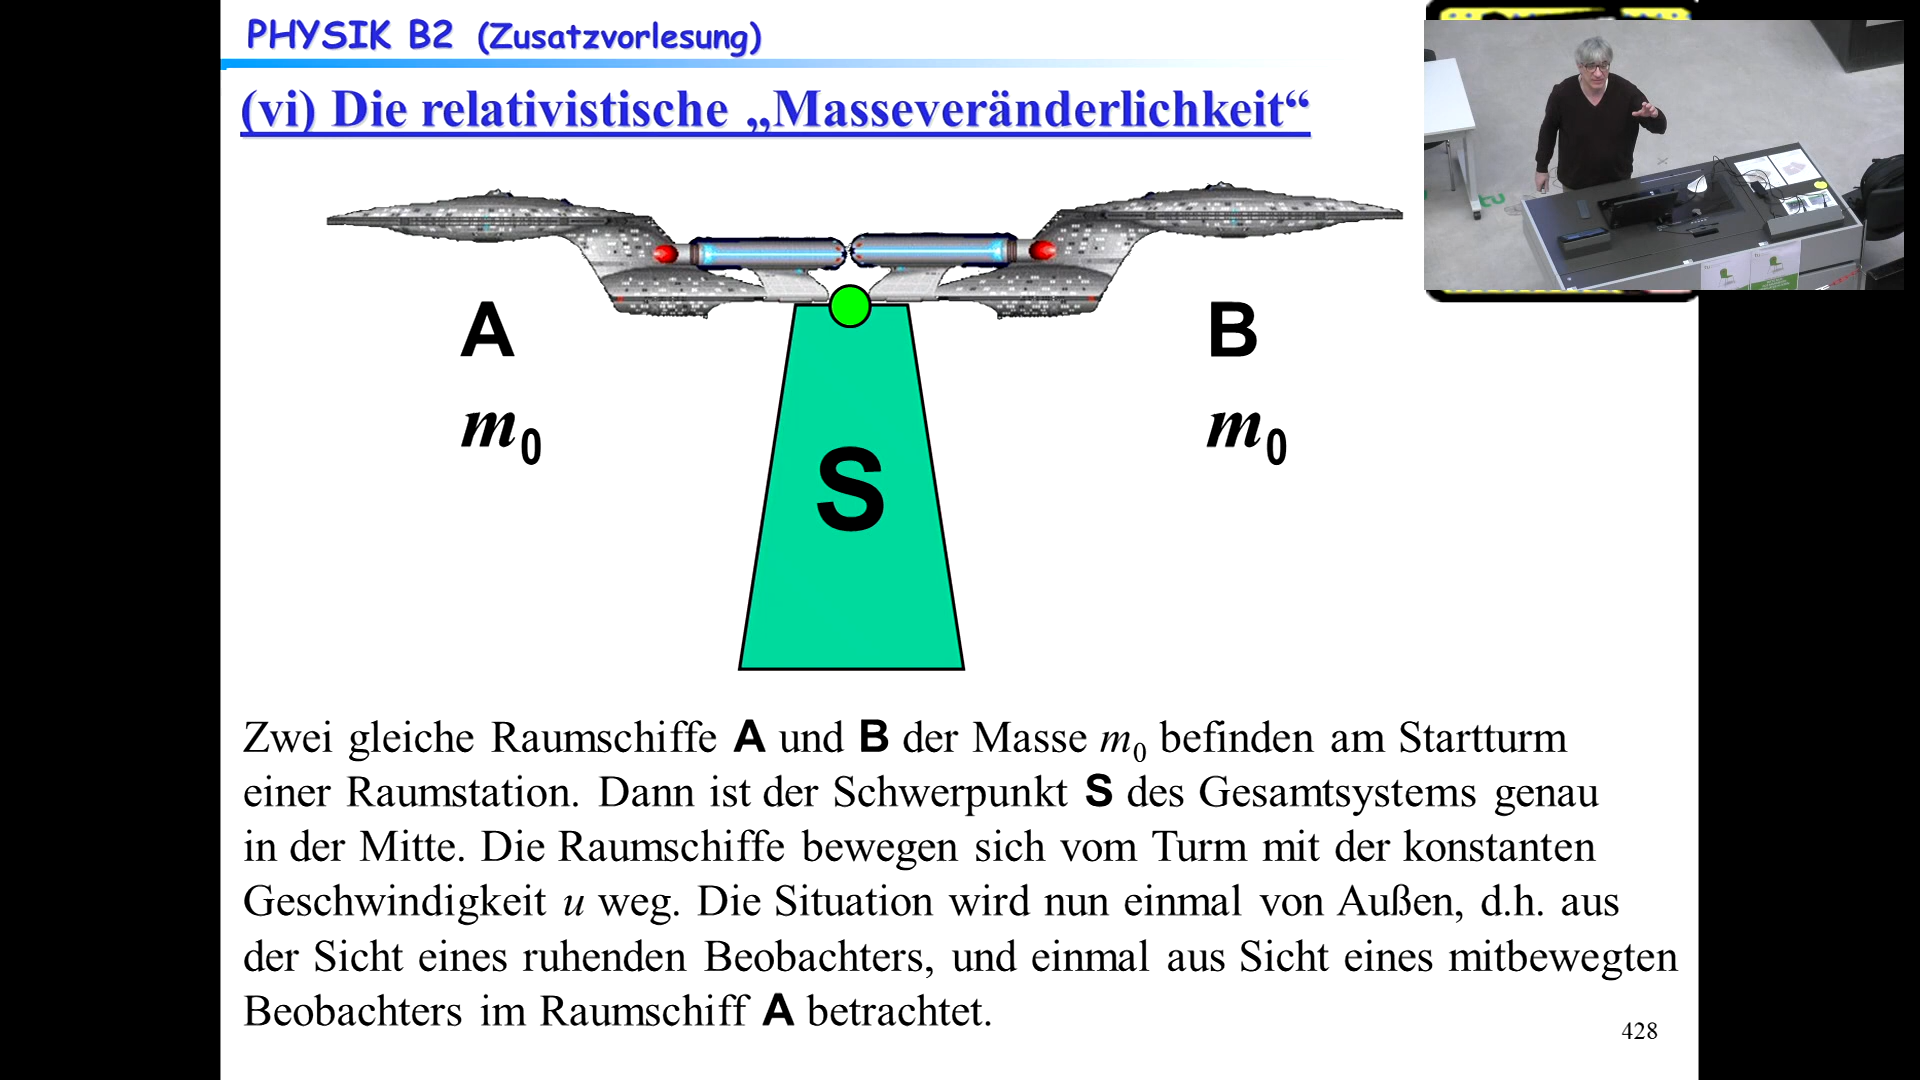 PHYSIK B2 (Zusatzvorlesung)
(vi) Die relativistische „Masseveränderlichkeit“
A
B
m0
m0
S
Zwei gleiche Raumschiffe A und B der Masse m0 befinden am Startturm
einer Raumstation. Dann ist der Schwerpunkt S des Gesamtsystems genau
in der Mitte. Die Raumschiffe bewegen sich vom Turm mit der konstanten
Geschwindigkeit u weg. Die Situation wird nun einmal von Außen, d.h. aus
der Sicht eines ruhenden Beobachters, und einmal aus Sicht eines mitbewegten
Beobachters im Raumschiff A betrachtet.
428